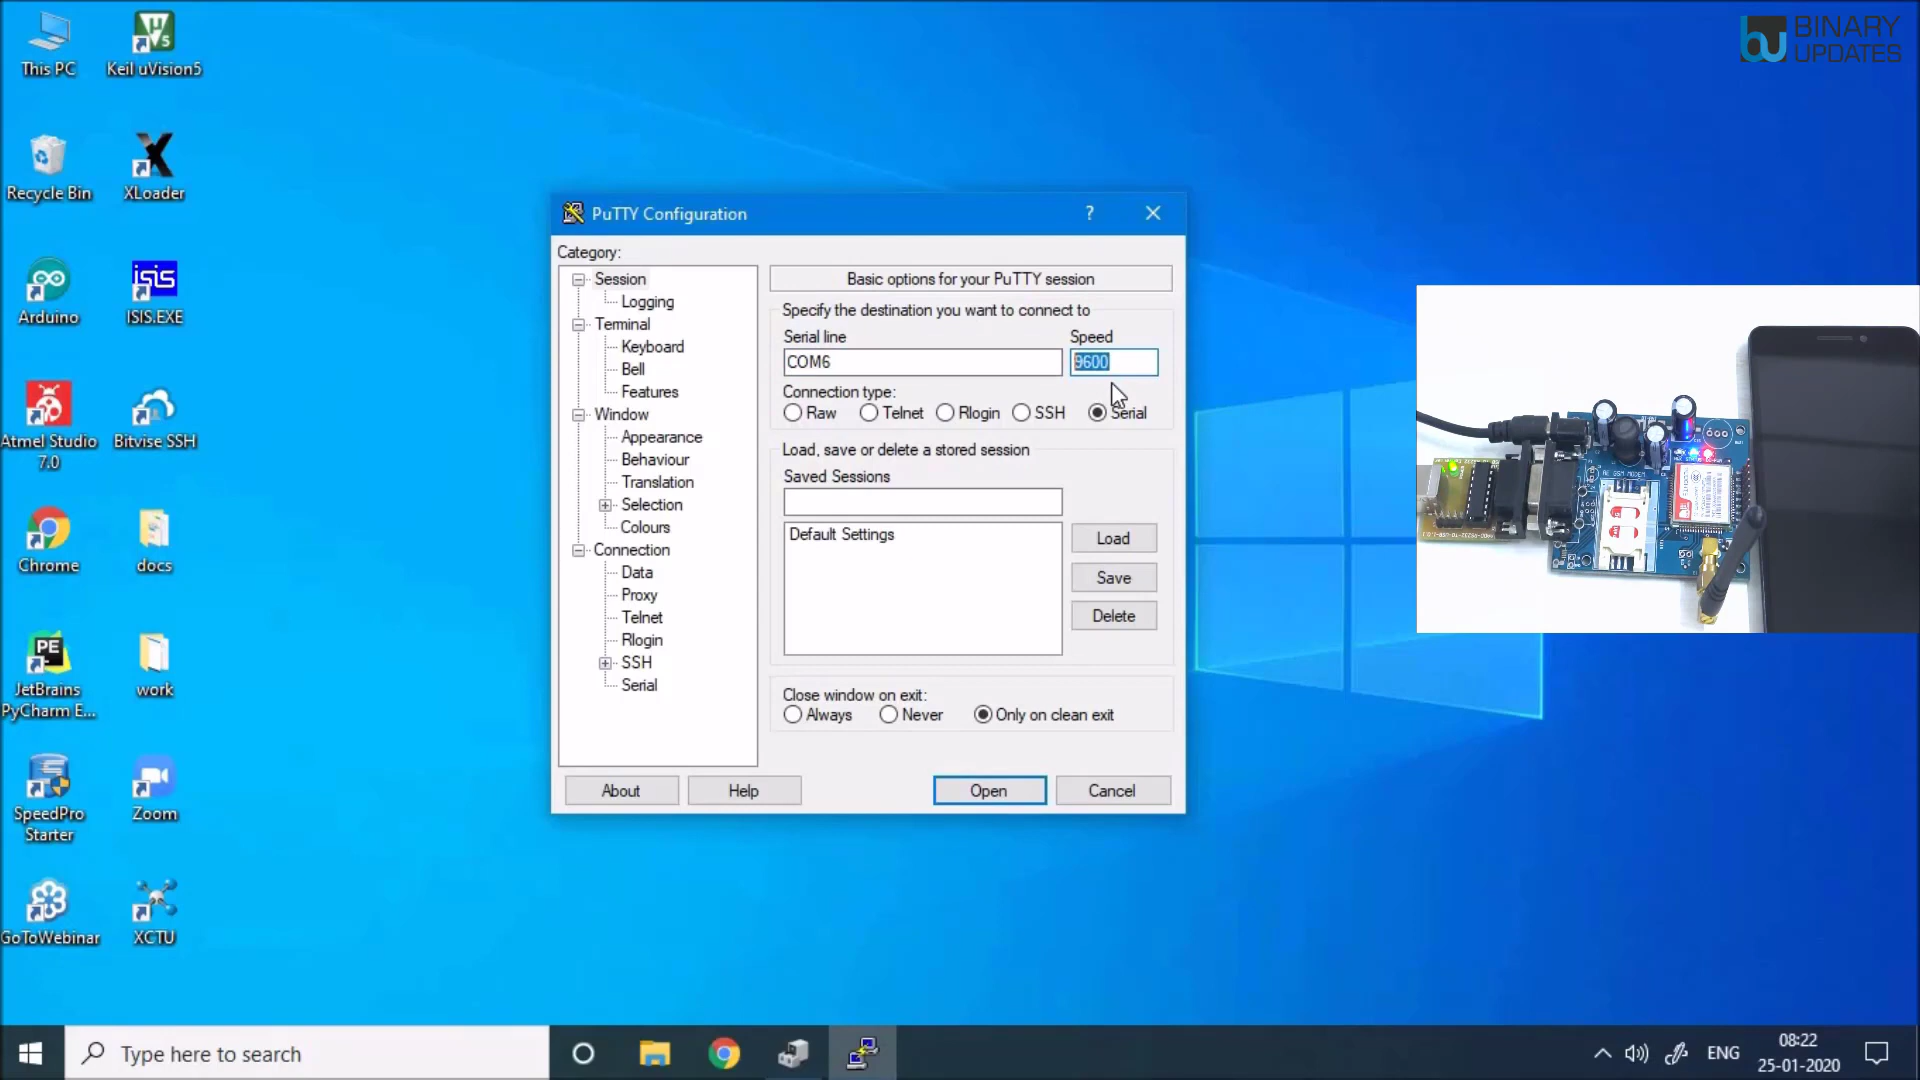 This PC
Keil uVision5
BINARY
UPDATES
Recycle Bin
XLoader
Arduino
isis
ISIS.EXE
Atmel Studio
7.0
Bitvise SSH
Chrome
docs
PE
JetBrains
PyCharm E...
work
SpeedPro
Starter
Zoom
GoToWebinar
XCTU
PuTTY Configuration
?
Category:
Session
Logging
Terminal
Keyboard
Bell
Features
Window
Appearance
Behaviour
Translation
Selection
Colours
Connection
Data
Proxy
Telnet
Rlogin
SSH
Serial
Basic options for your PuTTY session
Specify the destination you want to connect to
Serial line
Speed
COM6
9600
Connection type:
Raw
Telnet
Rlogin
SSH
Serial
Load, save or delete a stored session
Saved Sessions
Default Settings
Load
Save
Delete
Close window on exit:
Always
Never
Only on clean exit
About
Help
Open
Cancel
Type here to search
ENG
08:22
25-01-2020